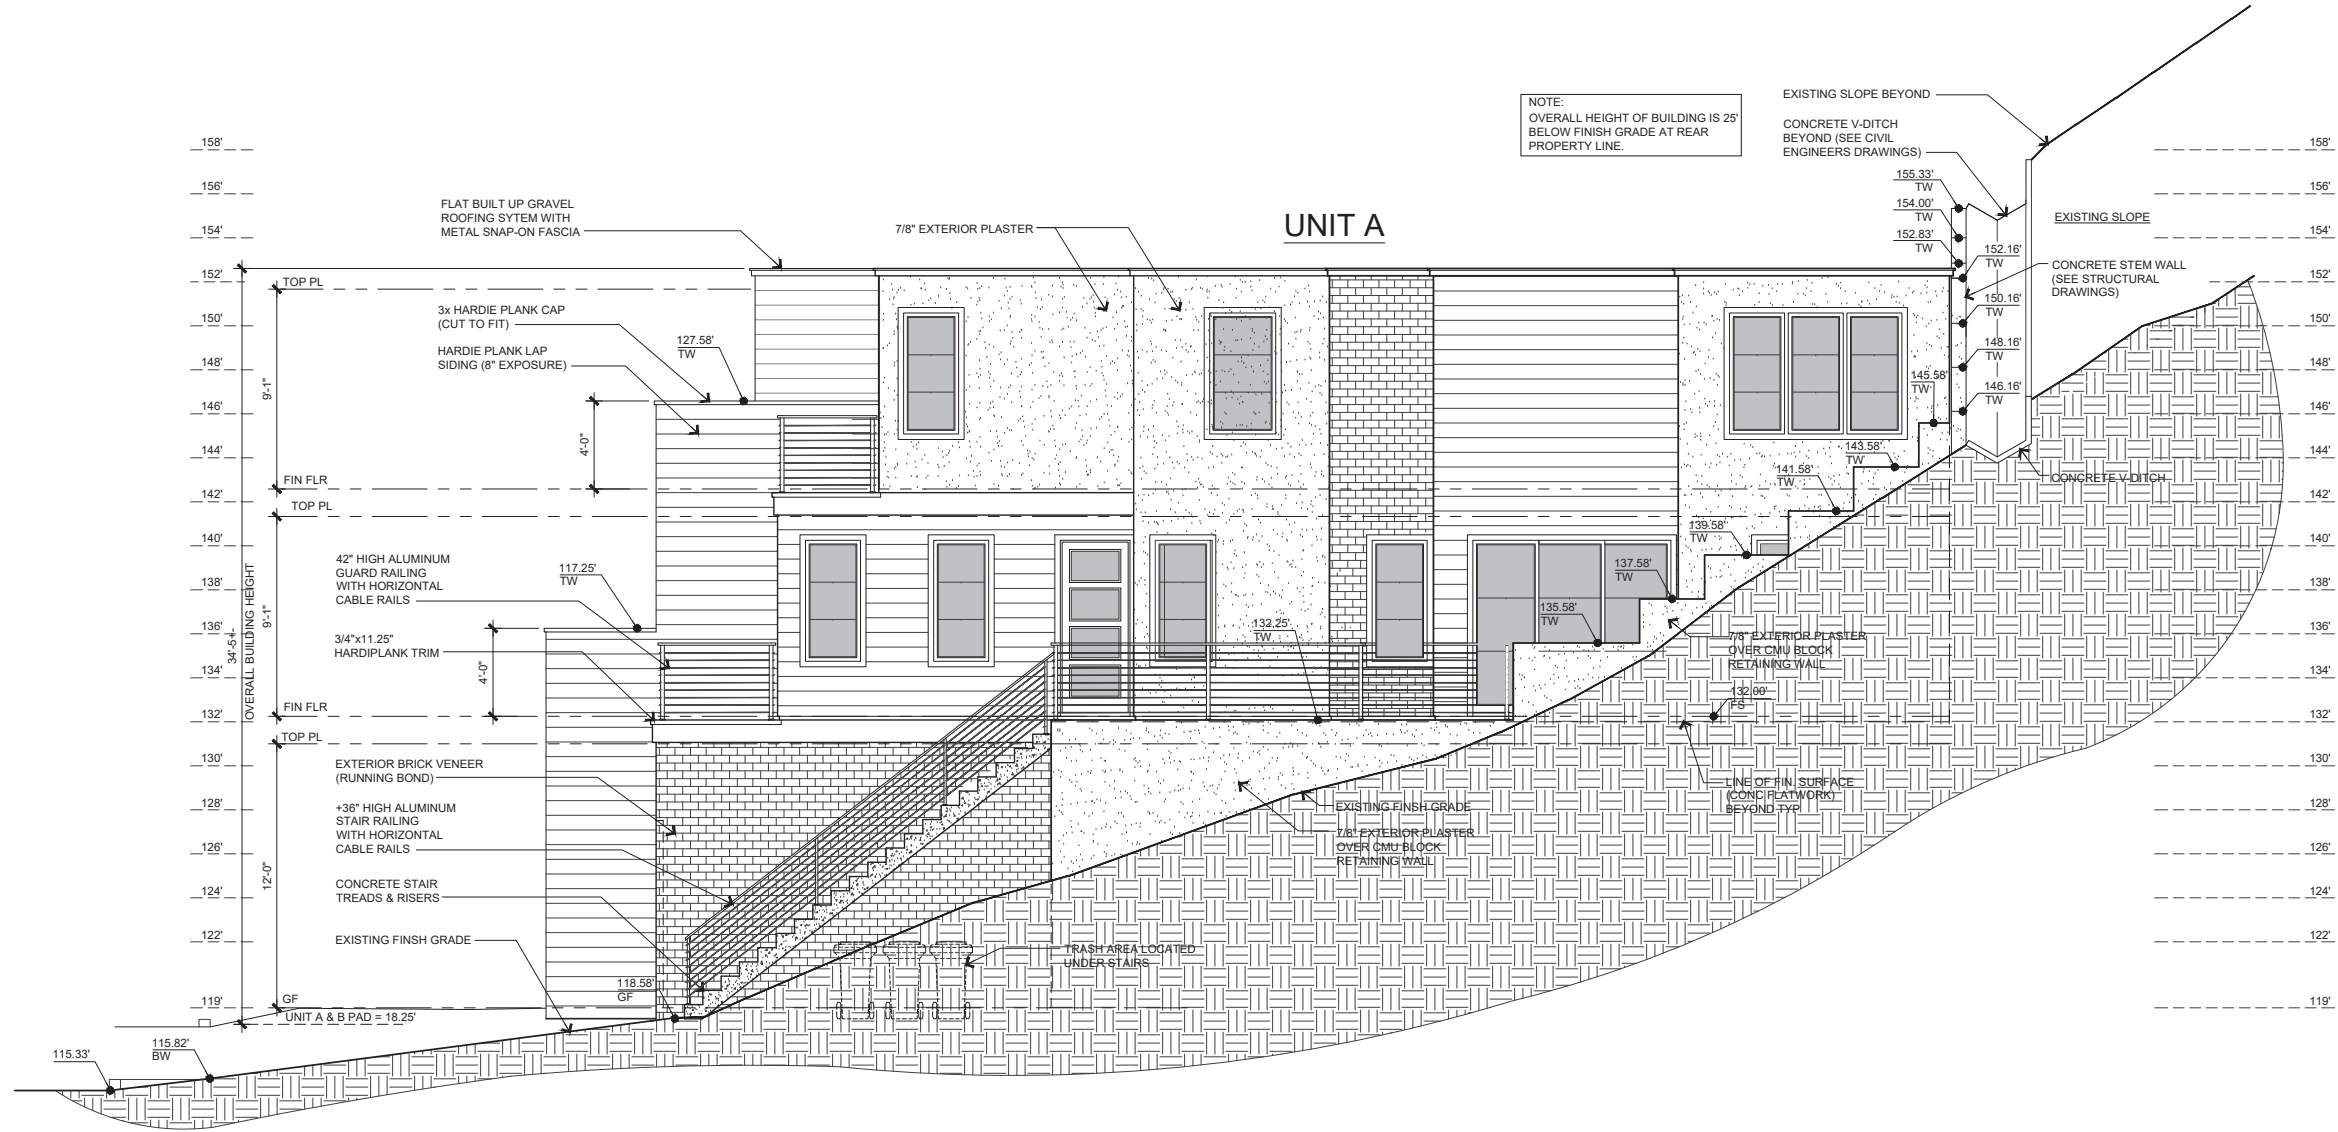 NOTE:
OVERALL HEIGHT OF BUILDING IS 25'
BELOW FINISH GRADE AT REAR
PROPERTY LINE.
EXISTING SLOPE BEYOND
CONCRETE V-DITCH
BEYOND (SEE CIVIL
ENGINEERS DRAWINGS)
158'
156'
154'
152'
150'
148'
146'
144'
142'
140'
138'
136'
134'
132'
130'
128'
126'
124'
122'
119'
34'-5+-
OVERALL BUILDING HEIGHT
9'-1"
9'-1"
12'-0"
TOP PL
FIN FLR
TOP PL
FIN FLR
TOP PL
GF
UNIT A & B PAD = 18.25'
115.33'
115.82'
BW
FLAT BUILT UP GRAVEL
ROOFING SYTEM WITH
METAL SNAP-ON FASCIA
3x HARDIE PLANK CAP
(CUT TO FIT)
HARDIE PLANK LAP
SIDING (8" EXPOSURE)
127.58'
TW
4'-0"
42" HIGH ALUMINUM
GUARD RAILING
WITH HORIZONTAL
CABLE RAILS
117.25'
TW
3/4"x11.25"
HARDIPLANK TRIM
4'-0"
EXTERIOR BRICK VENEER
(RUNNING BOND)
+36" HIGH ALUMINUM
STAIR RAILING
WITH HORIZONTAL
CABLE RAILS
CONCRETE STAIR
TREADS & RISERS
EXISTING FINSH GRADE
118.58'
GF
7/8" EXTERIOR PLASTER
UNIT A
132.25'
TW
135.58'
TW
137.58'
TW
139.58'
TW
141.58'
TW
143.58'
TW
145.58'
TW
155.33'
TW
154.00'
TW
152.83'
TW
152.16'
TW
150.16'
TW
148.16'
TW
146.16'
TW
EXISTING SLOPE
CONCRETE STEM WALL
(SEE STRUCTURAL
DRAWINGS)
CONCRETE V-DITCH
7/8" EXTERIOR PLASTER
OVER CMU BLOCK
RETAINING WALL
132.00'
FS
LINE OF FIN. SURFACE
(CONC FLATWORK)
BEYOND TYP
EXISTING FINSH GRADE
7/8" EXTERIOR PLASTER
OVER CMU BLOCK
RETAINING WALL
TRASH AREA LOCATED
UNDER STAIRS
158'
156'
154'
152'
150'
148'
146'
144'
142'
140'
138'
136'
134'
132'
130'
128'
126'
124'
122'
119'